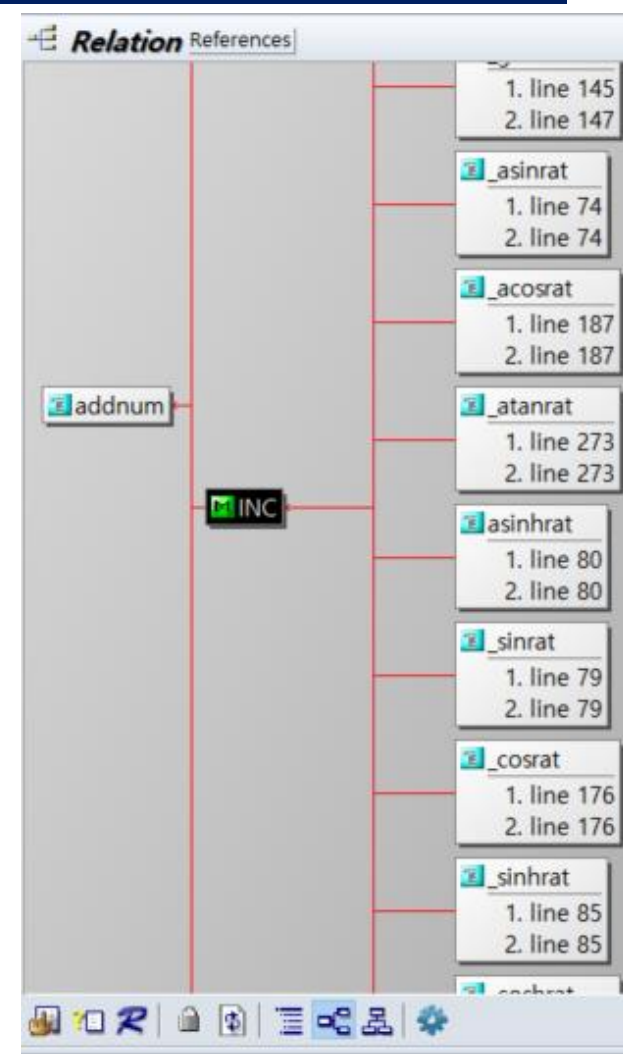 Relation References
1. line 145
2. line 147
_asinrat
1. line 74
2. line 74
_acosrat
1. line 187
2. line 187
addnum
_atanrat
1. line 273
2. line 273
INC
asinhrat
1. line 80
2. line 80
_sinrat
1. line 79
2. line 79
_cosrat
1. line 176
2. line 176
_sinhrat
1. line 85
2. line 85